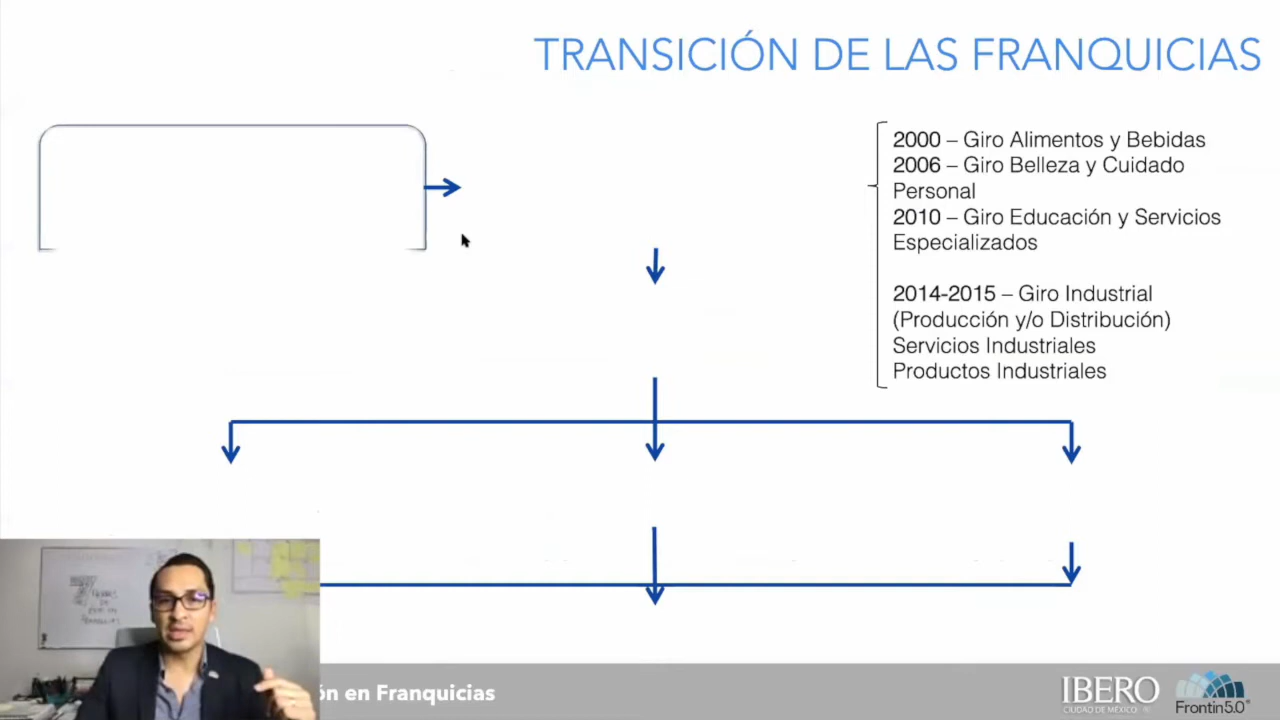 TRANSICIÓN DE LAS FRANQUICIAS
2000 – Giro Alimentos y Bebidas
2006 – Giro Belleza y Cuidado
Personal
2010 – Giro Educación y Servicios
Especializados
2014-2015 – Giro Industrial
(Producción y/o Distribución)
Servicios Industriales
Productos Industriales
ón en Franquicias
IBERO
CIUDAD DE MÉXICO
Frontin5.0